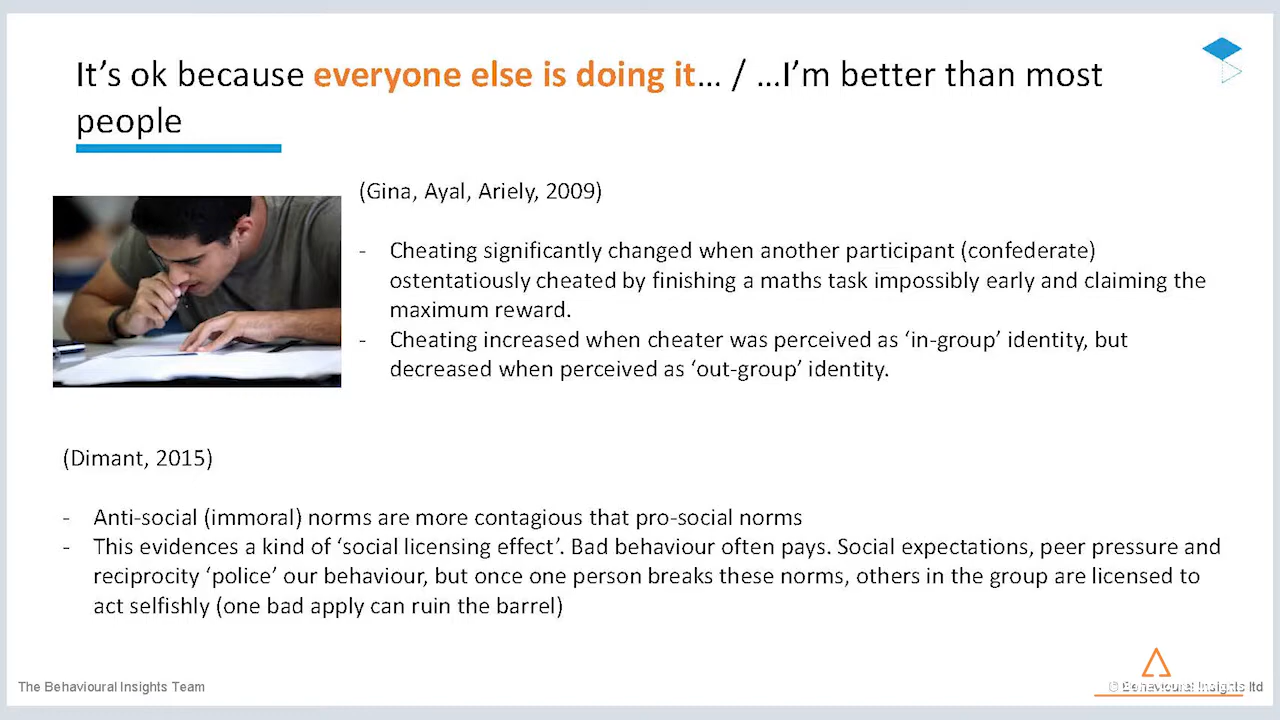 It’s ok because everyone else is doing it… / …I’m better than most
people
(Gina, Ayal, Ariely, 2009)
- Cheating significantly changed when another participant (confederate)
ostentatiously cheated by finishing a maths task impossibly early and claiming the
maximum reward.
- Cheating increased when cheater was perceived as ‘in-group’ identity, but
decreased when perceived as ‘out-group’ identity.
(Dimant, 2015)
- Anti-social (immoral) norms are more contagious that pro-social norms
- This evidences a kind of ‘social licensing effect’. Bad behaviour often pays. Social expectations, peer pressure and
reciprocity ‘police’ our behaviour, but once one person breaks these norms, others in the group are licensed to
act selfishly (one bad apply can ruin the barrel)
The Behavioural Insights Team
© Behavioural Insights ltd